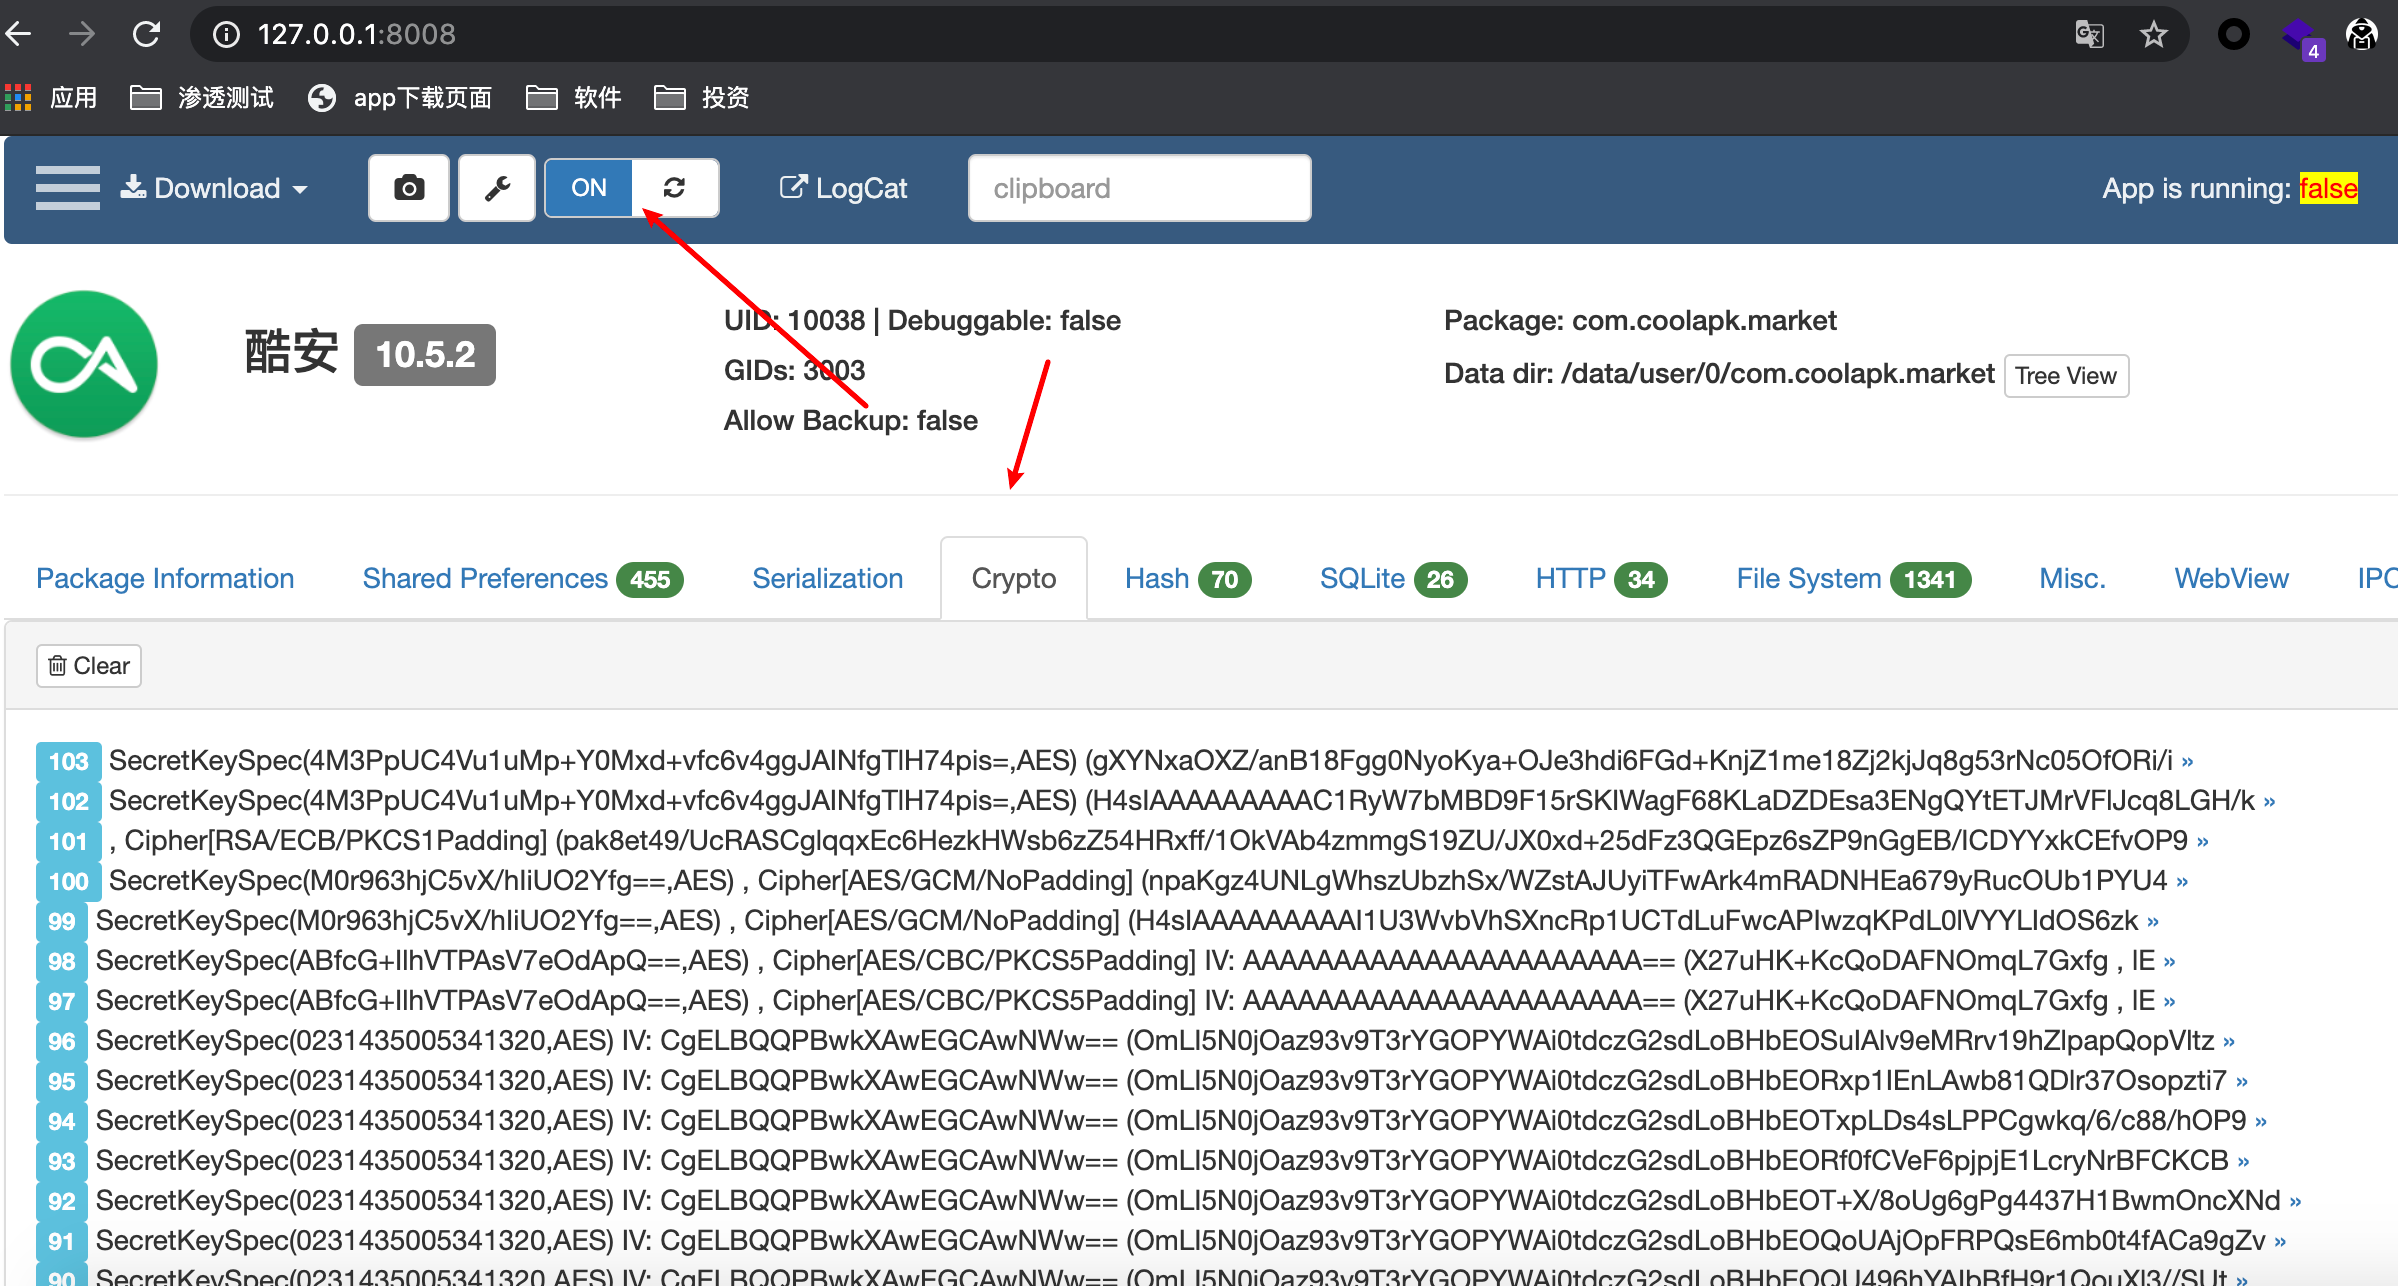 127.0.0.1:8008
4
应用 渗透测试 app下载页面 软件 投资
Download ON LogCat clipboard App is running: false
酷安 10.5.2
UID: 10038 | Debuggable: false
GIDs: 3003
Allow Backup: false
Package: com.coolapk.market
Data dir: /data/user/0/com.coolapk.market Tree View
Package Information Shared Preferences 455 Serialization Crypto Hash 70 SQLite 26 HTTP 34 File System 1341 Misc. WebView IPC
Clear
103 SecretKeySpec(4M3PpUC4Vu1uMp+Y0Mxd+vfc6v4ggJAINfgTlH74pis=,AES) (gXYNxaOXZ/anB18Fgg0NyoKya+OJe3hdi6FGd+KnjZ1me18Zj2kjJq8g53rNc05OfORi/i »
102 SecretKeySpec(4M3PpUC4Vu1uMp+Y0Mxd+vfc6v4ggJAINfgTlH74pis=,AES) (H4sIAAAAAAAAAC1RyW7bMBD9F15rSKIWagF68KLaDZDEsa3ENgQYtETJMrVFlJcq8LGH/k »
101 , Cipher[RSA/ECB/PKCS1Padding] (pak8et49/UcRASCglqqxEc6HezkHWsb6zZ54HRxff/1OkVAb4zmmgS19ZU/JX0xd+25dFz3QGEpz6sZP9nGgEB/ICDYYxkCEfvOP9 »
100 SecretKeySpec(M0r963hjC5vX/hIiUO2Yfg==,AES) , Cipher[AES/GCM/NoPadding] (npaKgz4UNLgWhszUbzhSx/WZstAJUyiTFwArk4mRADNHEa679yRucOUb1PYU4 »
99 SecretKeySpec(M0r963hjC5vX/hIiUO2Yfg==,AES) , Cipher[AES/GCM/NoPadding] (H4sIAAAAAAAAAI1U3WvbVhSXncRp1UCTdLuFwcAPIwzqKPdL0lVYYLIdOS6zk »
98 SecretKeySpec(ABfcG+IlhVTPAsV7eOdApQ==,AES) , Cipher[AES/CBC/PKCS5Padding] IV: AAAAAAAAAAAAAAAAAAAAAA== (X27uHK+KcQoDAFNOmqL7Gxfg , IE »
97 SecretKeySpec(ABfcG+IlhVTPAsV7eOdApQ==,AES) , Cipher[AES/CBC/PKCS5Padding] IV: AAAAAAAAAAAAAAAAAAAAAA== (X27uHK+KcQoDAFNOmqL7Gxfg , IE »
96 SecretKeySpec(0231435005341320,AES) IV: CgELBQQPBwkXAwEGCAwNWw== (OmLI5N0jOaz93v9T3rYGOPYWAi0tdczG2sdLoBHbEOSuIAlv9eMRrv19hZlpapQopVltz »
95 SecretKeySpec(0231435005341320,AES) IV: CgELBQQPBwkXAwEGCAwNWw== (OmLI5N0jOaz93v9T3rYGOPYWAi0tdczG2sdLoBHbEORxp1IEnLAwb81QDlr37Osopzti7 »
94 SecretKeySpec(0231435005341320,AES) IV: CgELBQQPBwkXAwEGCAwNWw== (OmLI5N0jOaz93v9T3rYGOPYWAi0tdczG2sdLoBHbEOTxpLDs4sLPPCgwkq/6/c88/hOP9 »
93 SecretKeySpec(0231435005341320,AES) IV: CgELBQQPBwkXAwEGCAwNWw== (OmLI5N0jOaz93v9T3rYGOPYWAi0tdczG2sdLoBHbEORf0fCVeF6pjpjE1LcryNrBFCKCB »
92 SecretKeySpec(0231435005341320,AES) IV: CgELBQQPBwkXAwEGCAwNWw== (OmLI5N0jOaz93v9T3rYGOPYWAi0tdczG2sdLoBHbEOT+X/8oUg6gPg4437H1BwmOncXNd »
91 SecretKeySpec(0231435005341320,AES) IV: CgELBQQPBwkXAwEGCAwNWw== (OmLI5N0jOaz93v9T3rYGOPYWAi0tdczG2sdLoBHbEOQoUAjOpFRPQsE6mb0t4fACa9gZv »
90 SecretKeySpec(0231435005341320,AES) IV: CgELBQQPBwkXAwEGCAwNWw==